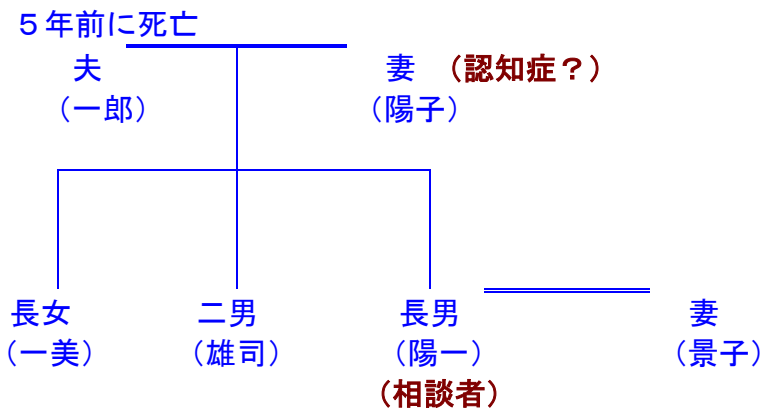 ５年前に死亡
夫 妻 （認知症？）
（一郎） （陽子）
長女 二男 長男 妻
（一美） （雄司） （陽一） （景子）
（相談者）